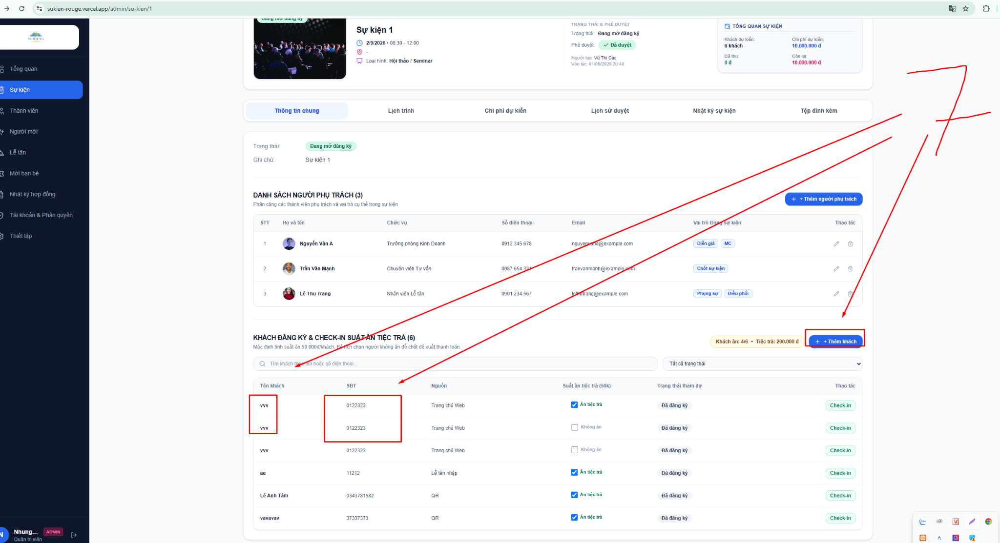 sukien-rouge.vercel.app/admin/su-kien/1
NGHIENG
Tổng quan
Sự kiện
Thành viên
Người mời
Lễ tân
Mời bạn bè
Nhật ký hợp đồng
Tài khoản & Phân quyền
Thiết lập
N
Nhung...
ADMIN
Quản trị viên
Đang mở đăng ký
Sự kiện 1
2/9/2026 • 08:30 - 12:00
-
Loại hình: Hội thảo / Seminar
TRẠNG THÁI & PHÊ DUYỆT
Trạng thái: Đang mở đăng ký
Phê duyệt: Đã duyệt
Người tạo: Vũ Thị Cúc
Vào lúc: 01/09/2026 20:40
TỔNG QUAN SỰ KIỆN
Khách dự kiến: Chi phí dự kiến:
6 khách 10.000.000 đ
Đã thu: Còn lại:
0 đ 10.000.000 đ
7
Thông tin chung Lịch trình Chi phí dự kiến Lịch sử duyệt Nhật ký sự kiện Tệp đính kèm
Trạng thái: Đang mở đăng ký
Ghi chú: Sự kiện 1
DANH SÁCH NGƯỜI PHỤ TRÁCH (3)
Phân công các thành viên phụ trách và vai trò cụ thể trong sự kiện
+ + Thêm người phụ trách
STT Họ và tên Chức vụ Số điện thoại Email Vai trò trong sự kiện Thao tác
1 Nguyễn Văn A Trưởng phòng Kinh Doanh 0912 345 678 nguyenvana@example.com Diễn giả MC
2 Trần Văn Mạnh Chuyên viên Tư vấn 0987 654 321 tranvanmanh@example.com Chốt sự kiện
3 Lê Thu Trang Nhân viên Lễ tân 0901 234 567 lethutrang@example.com Phụng sự Điều phối
KHÁCH ĐĂNG KÝ & CHECK-IN SUẤT ĂN TIỆC TRÀ (6)
Mặc định tính suất ăn 50.000đ/khách. Bỏ tích chọn người không ăn để chốt đề xuất thanh toán.
Khách ăn: 4/6 • Tiệc trà: 200.000 đ
+ + Thêm khách
Tìm khách theo tên hoặc số điện thoại...
Tất cả trạng thái
Tên khách SĐT Nguồn Suất ăn tiệc trà (50k) Trạng thái tham dự Thao tác
vvv 0122323 Trang chủ Web Ăn tiệc trà Đã đăng ký Check-in
vvv 0122323 Trang chủ Web Không ăn Đã đăng ký Check-in
vvv 0122323 Trang chủ Web Không ăn Đã đăng ký Check-in
aa 11212 Lễ tân nhập Ăn tiệc trà Đã đăng ký Check-in
Lê Anh Tâm 0343781582 QR Ăn tiệc trà Đã đăng ký Check-in
vavavav 37337373 QR Ăn tiệc trà Đã đăng ký Check-in